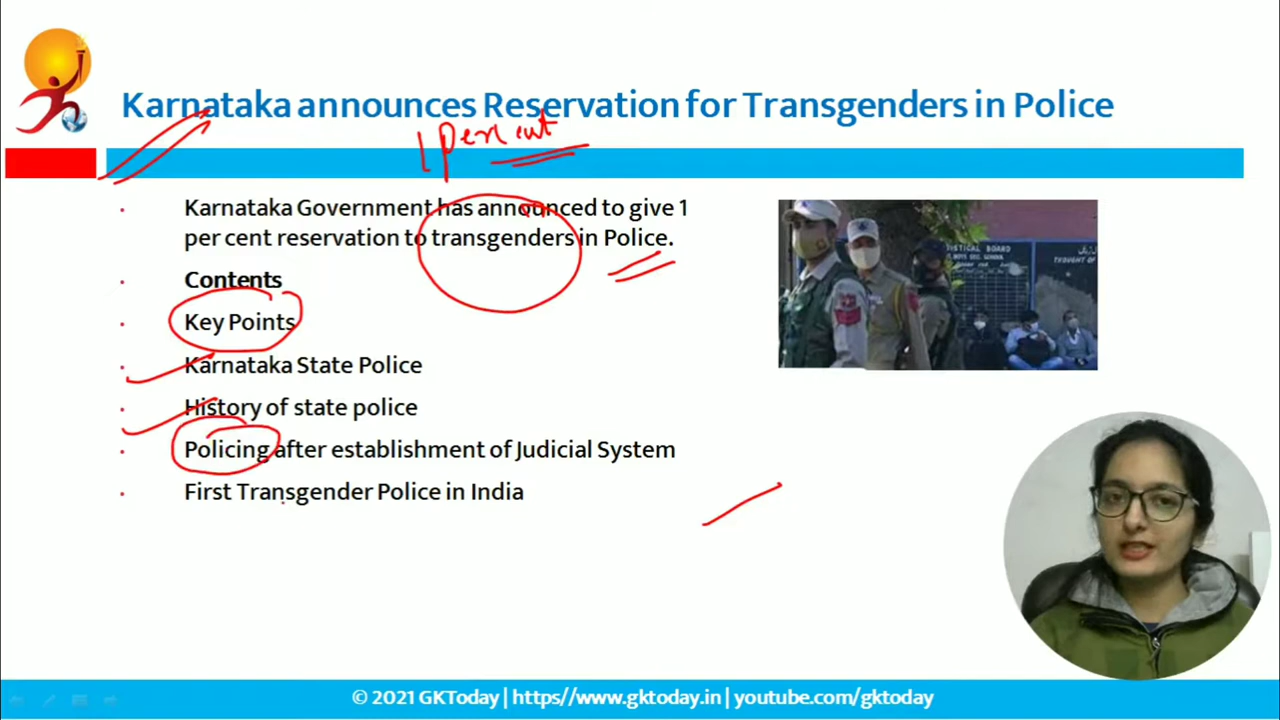 Karnataka announces Reservation for Transgenders in Police
1 percent
Karnataka Government has announced to give 1
per cent reservation to transgenders in Police.
Contents
Key Points
Karnataka State Police
History of state police
Policing after establishment of Judicial System
First Transgender Police in India
© 2021 GKToday | https//www.gktoday.in | youtube.com/gktoday